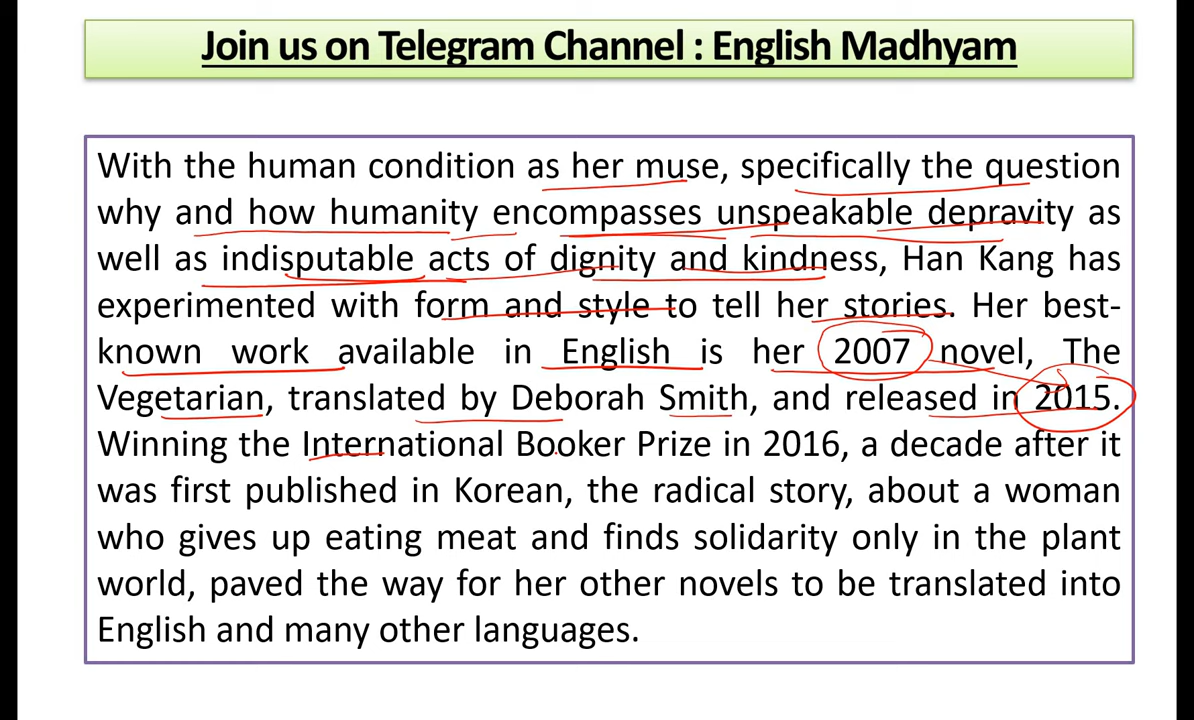 Join us on Telegram Channel : English Madhyam
With the human condition as her muse, specifically the question
why and how humanity encompasses unspeakable depravity as
well as indisputable acts of dignity and kindness, Han Kang has
experimented with form and style to tell her stories. Her best-
known work available in English is her 2007 novel, The
Vegetarian, translated by Deborah Smith, and released in 2015.
Winning the International Booker Prize in 2016, a decade after it
was first published in Korean, the radical story, about a woman
who gives up eating meat and finds solidarity only in the plant
world, paved the way for her other novels to be translated into
English and many other languages.